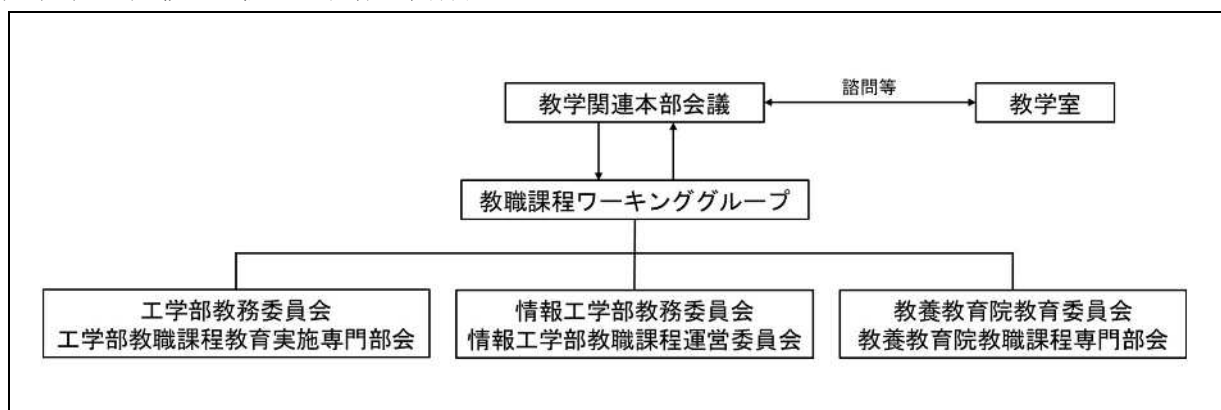 教学関連本部会議
諮問等
教学室
教職課程ワーキンググループ
工学部教務委員会
工学部教職課程教育実施専門部会
情報工学部教務委員会
情報工学部教職課程運営委員会
教養教育院教育委員会
教養教育院教職課程専門部会